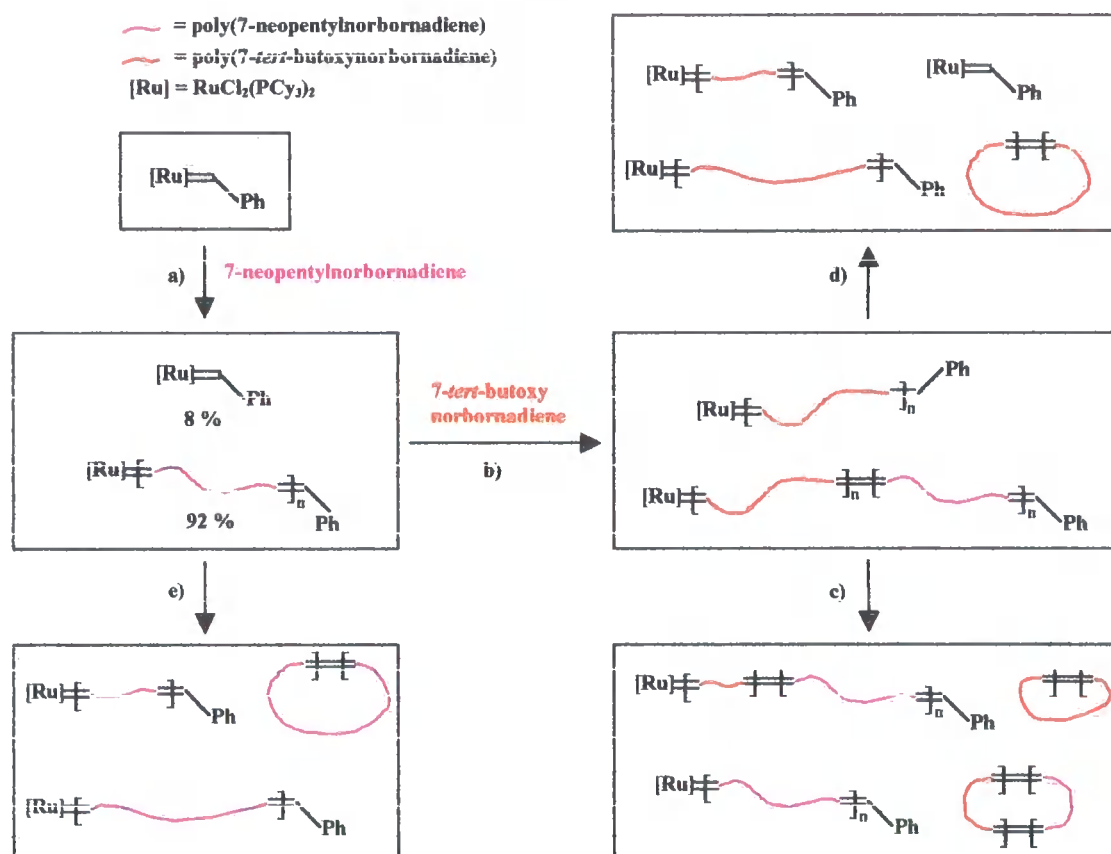 = poly(7-neopentylnorbornadiene)
= poly(7-tert-butoxynorbornadiene)
[Ru] = RuCl₂(PCy₃)₂
[Ru]
Ph
a)
7-neopentylnorbornadiene
[Ru]
Ph
8 %
[Ru]
n
Ph
92 %
7-tert-butoxy
norbornadiene
b)
[Ru]
Ph
[Ru]
Ph
[Ru]
Ph
d)
Ph
[Ru]
n
[Ru]
n
n
Ph
e)
c)
[Ru]
Ph
[Ru]
Ph
[Ru]
n
Ph
[Ru]
n
Ph